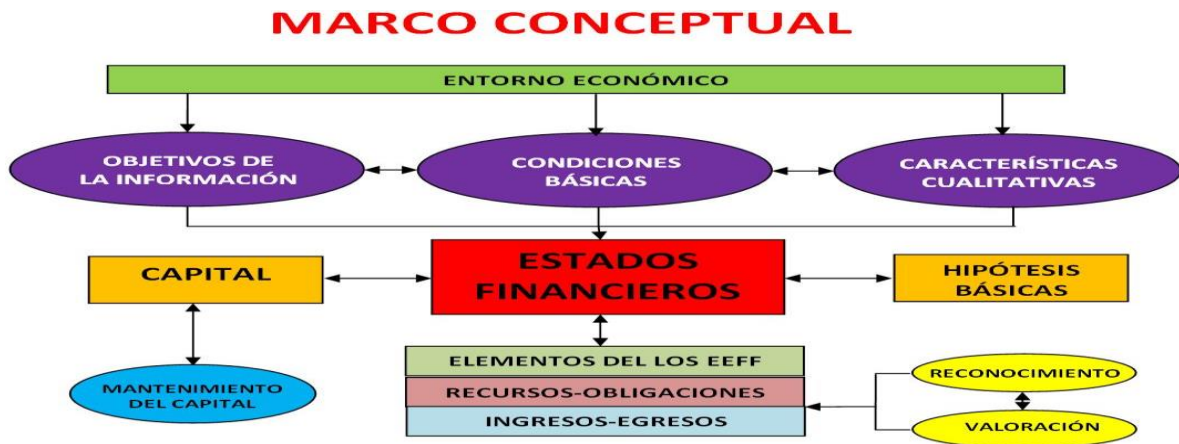 MARCO CONCEPTUAL
ENTORNO ECONÓMICO
OBJETIVOS DE
LA INFORMACIÓN
CONDICIONES
BÁSICAS
CARACTERÍSTICAS
CUALITATIVAS
CAPITAL
ESTADOS
FINANCIEROS
HIPÓTESIS
BÁSICAS
MANTENIMIENTO
DEL CAPITAL
ELEMENTOS DEL LOS EEFF
RECURSOS-OBLIGACIONES
INGRESOS-EGRESOS
RECONOCIMIENTO
VALORACIÓN